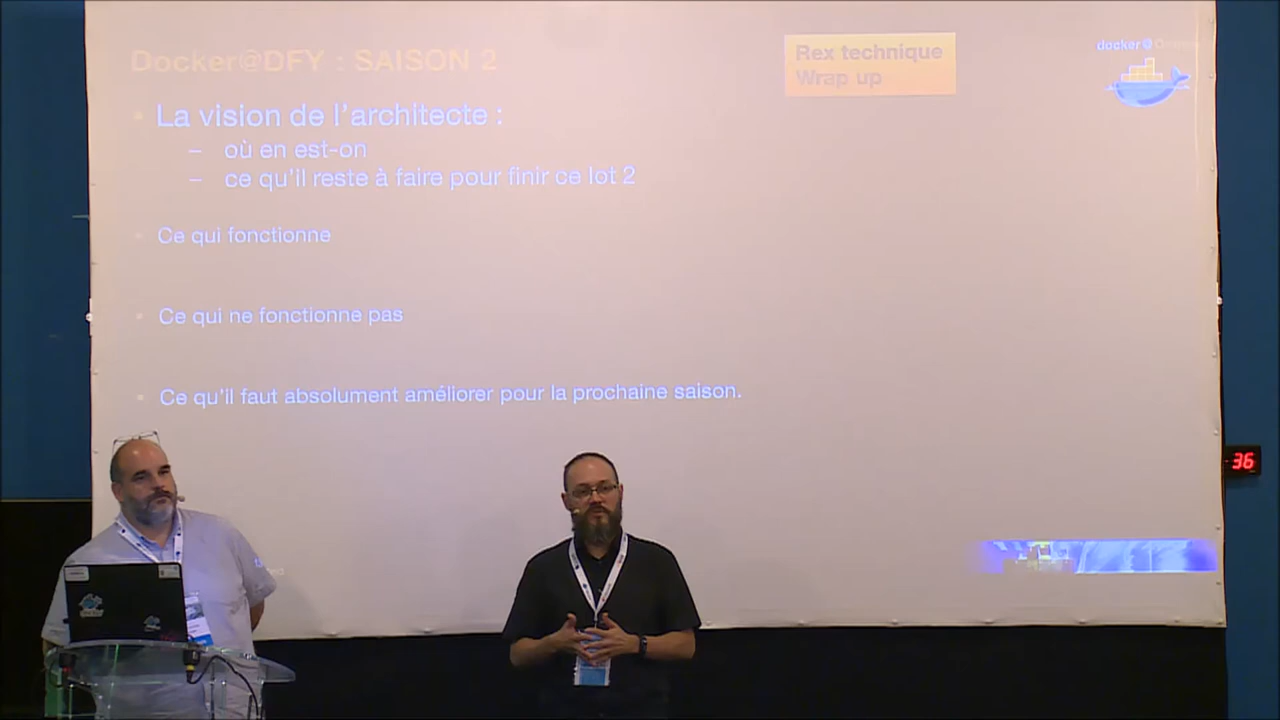 Docker@DFY : SAISON 2
Rex technique
Wrap up
docker@
La vision de l'architecte :
– où en est-on
– ce qu'il reste à faire pour finir ce lot 2
Ce qui fonctionne
Ce qui ne fonctionne pas
Ce qu'il faut absolument améliorer pour la prochaine saison.
36